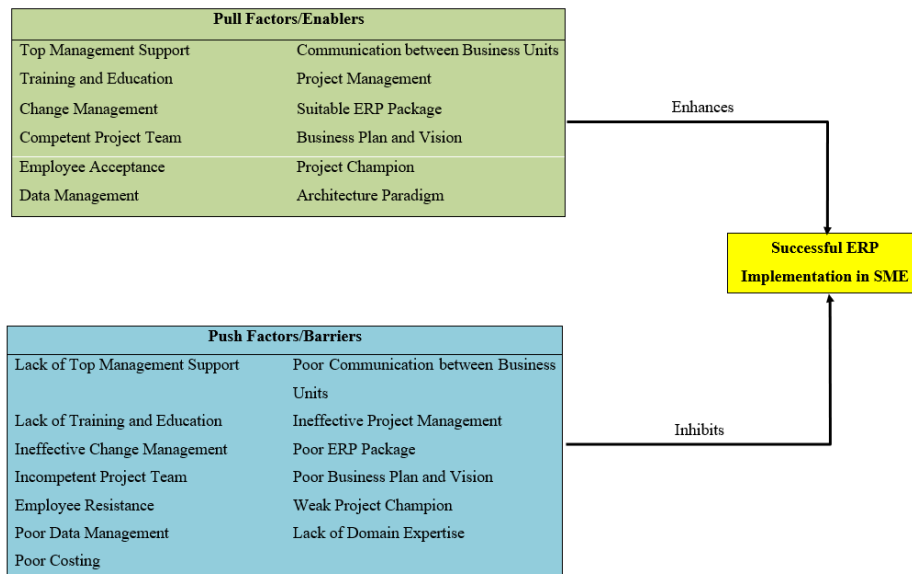 Pull Factors/Enablers
Top Management Support Communication between Business Units
Training and Education Project Management
Change Management Suitable ERP Package
Competent Project Team Business Plan and Vision
Employee Acceptance Project Champion
Data Management Architecture Paradigm
Enhances
Successful ERP
Implementation in SME
Push Factors/Barriers
Lack of Top Management Support Poor Communication between Business
Units
Lack of Training and Education Ineffective Project Management
Ineffective Change Management Poor ERP Package
Incompetent Project Team Poor Business Plan and Vision
Employee Resistance Weak Project Champion
Poor Data Management Lack of Domain Expertise
Poor Costing
Inhibits